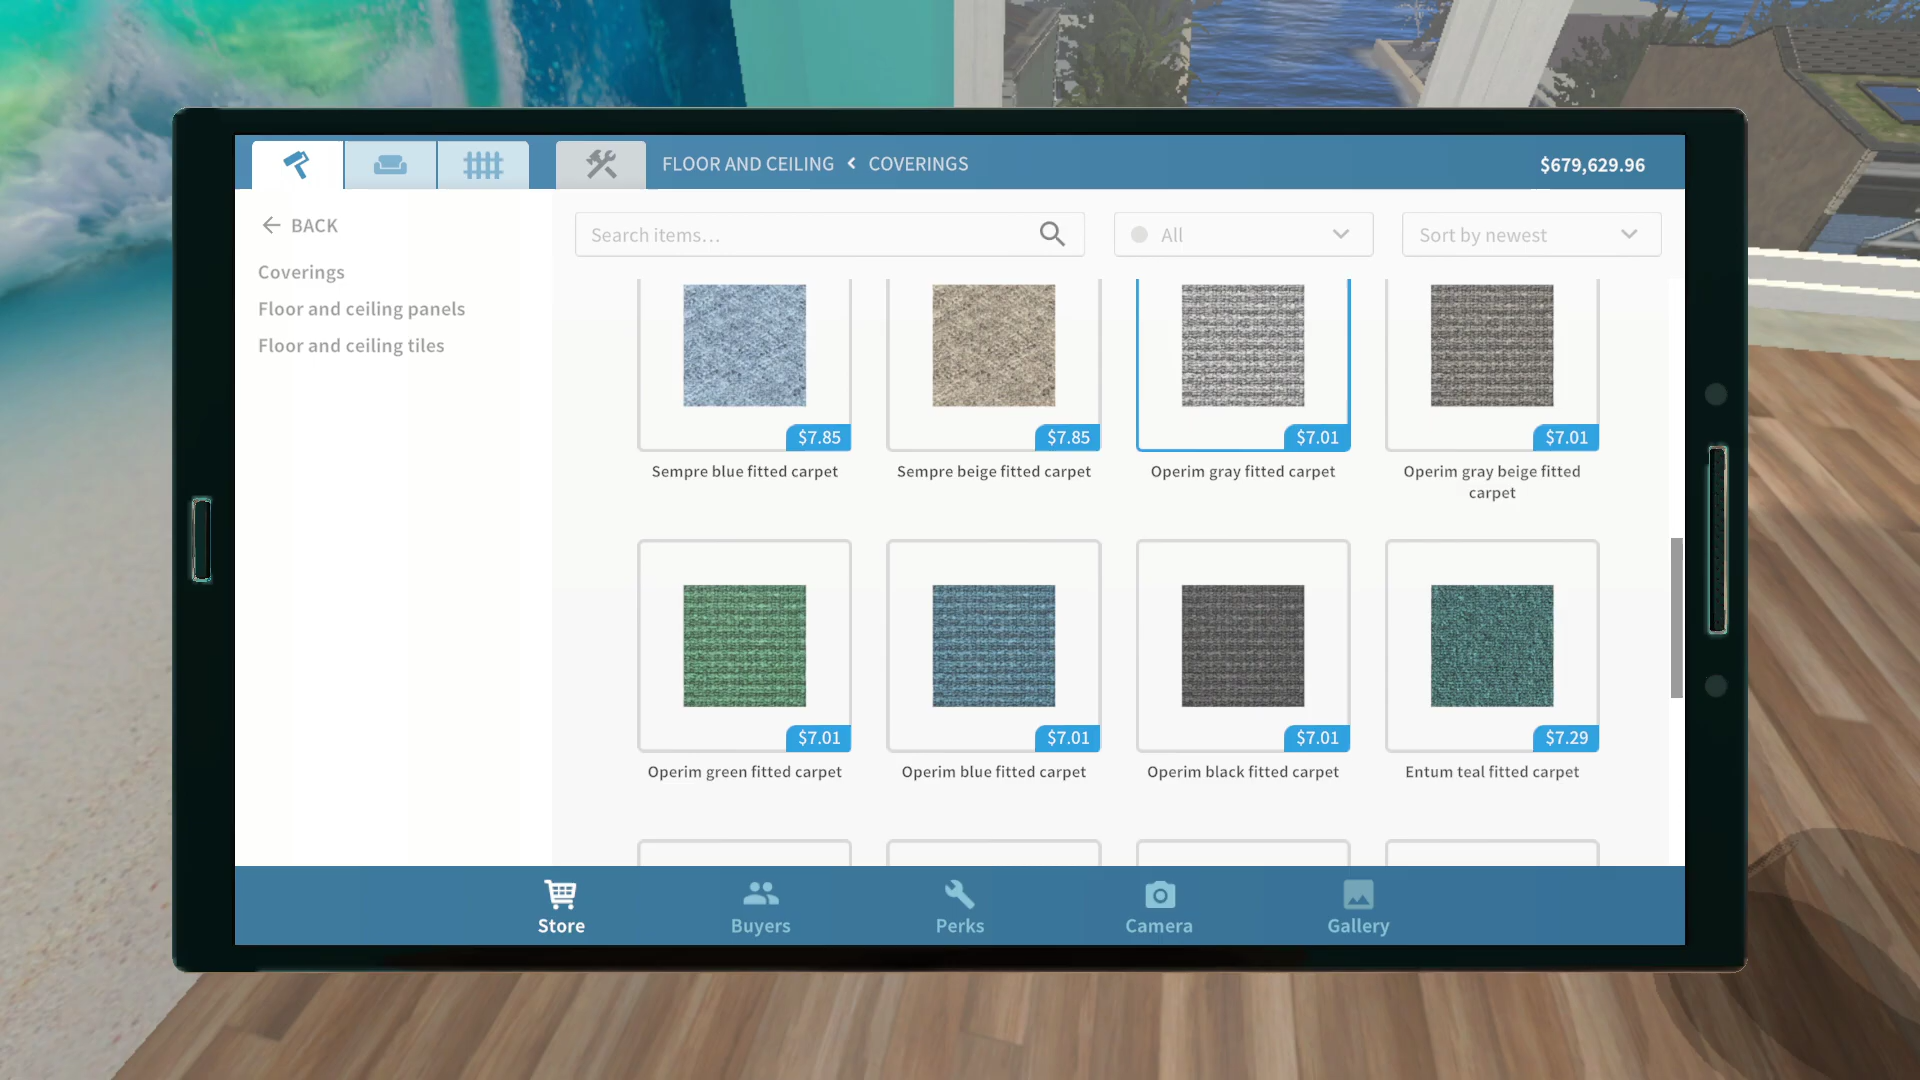 FLOOR AND CEILING
COVERINGS
$679,629.96
BACK
Coverings
Floor and ceiling panels
Floor and ceiling tiles
Search items...
All
Sort by newest
$7.85
$7.85
$7.01
$7.01
Sempre blue fitted carpet
Sempre beige fitted carpet
Operim gray fitted carpet
Operim gray beige fitted
carpet
$7.01
$7.01
$7.01
$7.29
Operim green fitted carpet
Operim blue fitted carpet
Operim black fitted carpet
Entum teal fitted carpet
Store
Buyers
Perks
Camera
Gallery